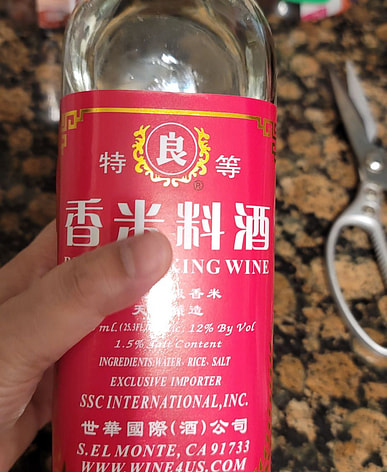 良
特 等
®
香米料酒
KING WINE
香米
造
mL (25.3Fl. 12% By Vol
1.5% Salt Content
INGREDIENTS:WATER, RICE, SALT
EXCLUSIVE IMPORTER
SSC INTERNATIONAL,INC.
世華國際(酒)公司
S.EL MONTE, CA 91733
WWW.WINE4US.COM